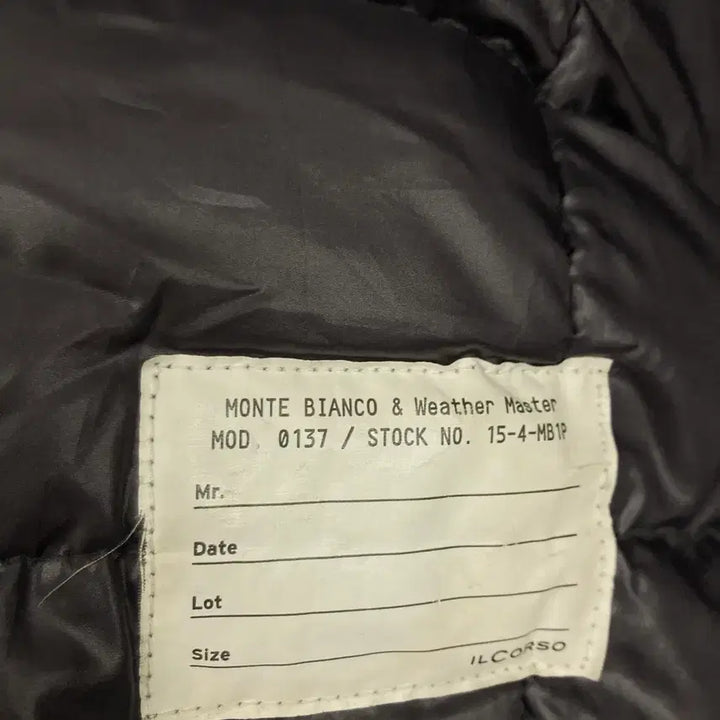 MONTE BIANCO & Weather Master
MOD. 0137 / STOCK NO. 15-4-MB1P
Mr.
Date
Lot
Size
ILCORSO